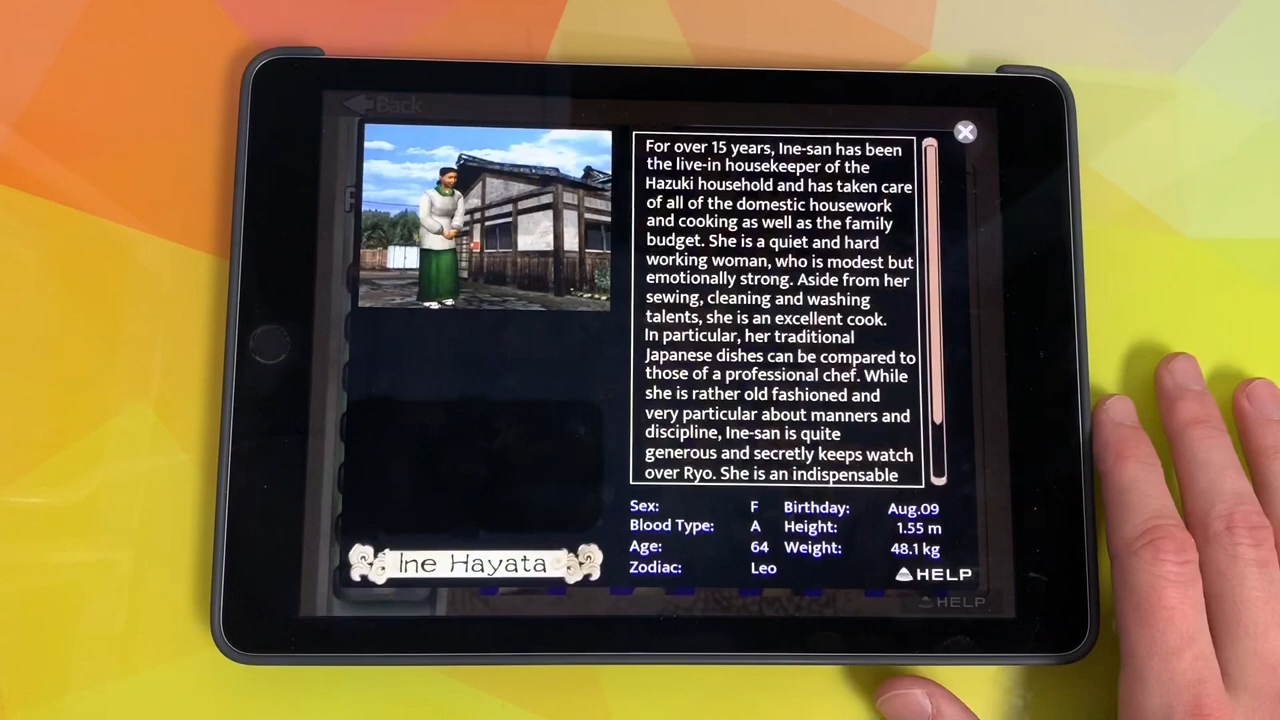 Back
For over 15 years, Ine-san has been
the live-in housekeeper of the
Hazuki household and has taken care
of all of the domestic housework
and cooking as well as the family
budget. She is a quiet and hard
working woman, who is modest but
emotionally strong. Aside from her
sewing, cleaning and washing
talents, she is an excellent cook.
In particular, her traditional
Japanese dishes can be compared to
those of a professional chef. While
she is rather old fashioned and
very particular about manners and
discipline, Ine-san is quite
generous and secretly keeps watch
over Ryo. She is an indispensable
Sex: F Birthday: Aug.09
Blood Type: A Height: 1.55 m
Age: 64 Weight: 48.1 kg
Zodiac: Leo
Ine Hayata
HELP
HELP